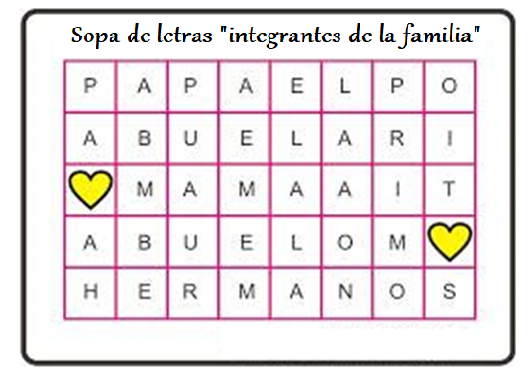 Sopa de letras "integrantes de la familia"
P A P A E L P O
A B U E L A R I
M A M A A I T
A B U E L O M
H E R M A N O S